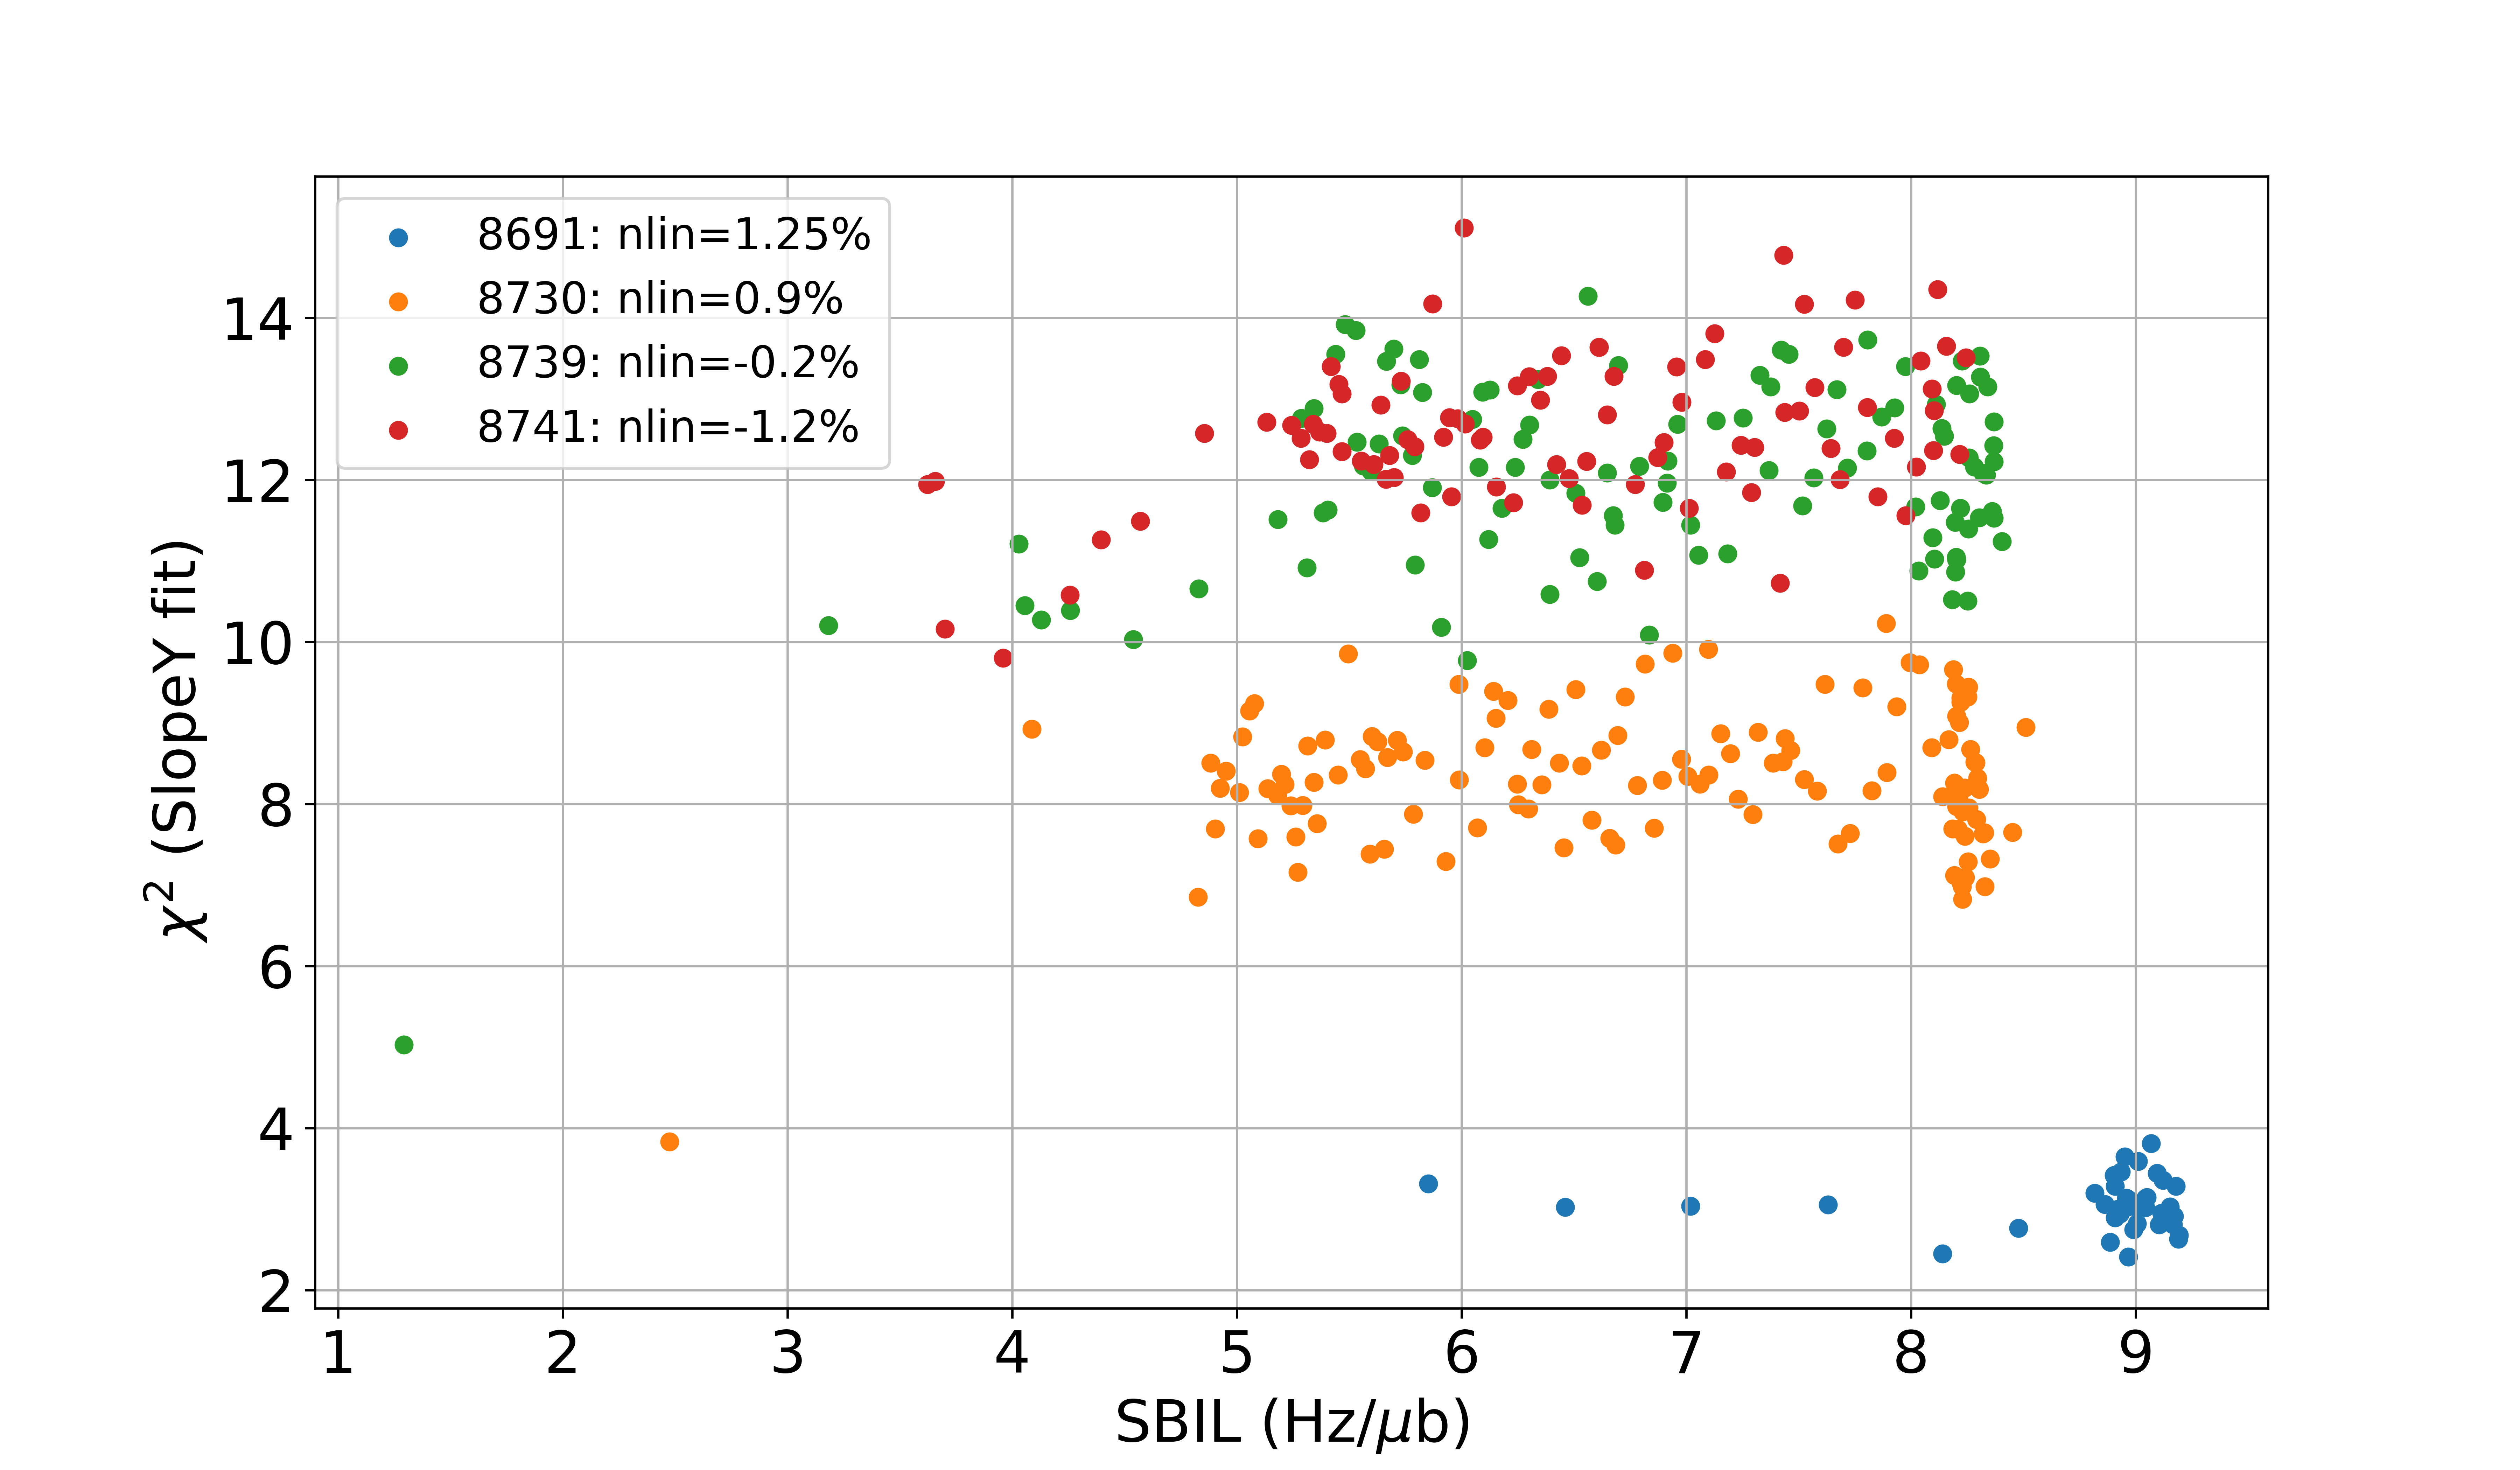 8691: nlin=1.25%
8730: nlin=0.9%
8739: nlin=-0.2%
8741: nlin=-1.2%
14
12
10
8
6
4
2
χ² (SlopeY fit)
1 2 3 4 5 6 7 8 9
SBIL (Hz/μb)